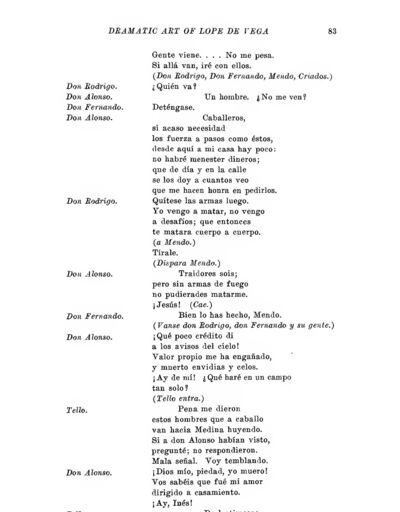 DRAMATIC ART OF LOPE DE VEGA 83
Gente viene. . . . No me pesa.
Si allá van, iré con ellos.
(Don Rodrigo, Don Fernando, Mendo, Criados.)
Don Rodrigo. ¿Quién va?
Don Alonso. Un hombre. ¿No me ven?
Don Fernando. Deténgase.
Don Alonso. Caballeros,
si acaso necesidad
los fuerza a pasos como éstos,
desde aquí a mi casa hay poco:
no habré menester dineros;
que de día y en la calle
se los doy a cuantos veo
que me hacen honra en pedirlos.
Don Rodrigo. Quítese las armas luego.
Yo vengo a matar, no vengo
a desafíos; que entonces
te matara cuerpo a cuerpo.
(a Mendo.)
Tírale.
(Dispara Mendo.)
Don Alonso. Traidores sois;
pero sin armas de fuego
no pudierades matarme.
¡Jesús! (Cae.)
Don Fernando. Bien lo has hecho, Mendo.
(Vanse don Rodrigo, don Fernando y su gente.)
Don Alonso. ¡Qué poco crédito di
a los avisos del cielo!
Valor propio me ha engañado,
y muerto envidias y celos.
¡Ay de mí! ¿Qué haré en un campo
tan solo?
(Tello entra.)
Tello. Pena me dieron
estos hombres que a caballo
van hacia Medina huyendo.
Si a don Alonso habían visto,
pregunté; no respondieron.
Mala señal. Voy temblando.
Don Alonso. ¡Dios mío, piedad, yo muero!
Vos sabéis que fué mi amor
dirigido a casamiento.
¡Ay, Inés!